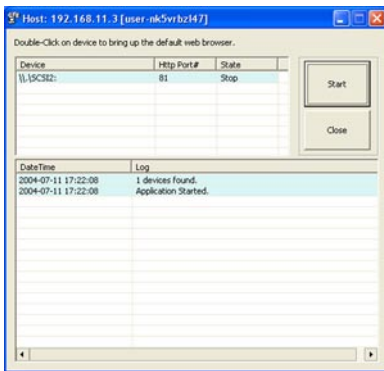 Host: 192.168.11.3 [user-nk5vrbzl47]
Double-Click on device to bring up the default web browser.
Device Http Port# State
\\.\SCSI2: 81 Stop
Start
Close
DateTime Log
2004-07-11 17:22:08 1 devices found.
2004-07-11 17:22:08 Application Started.